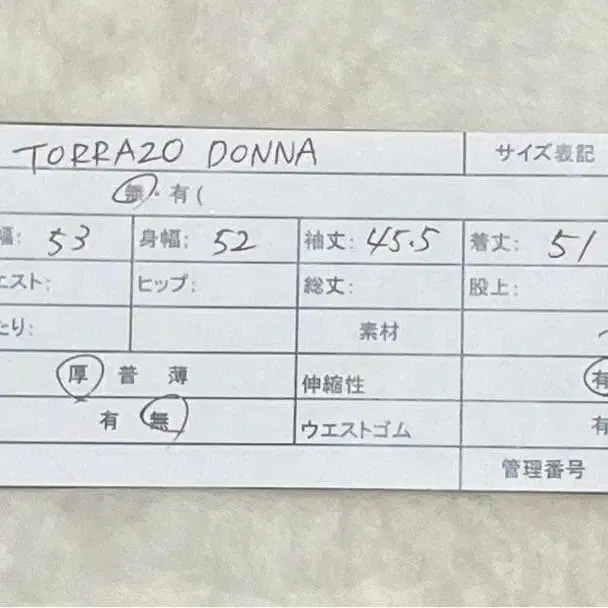 TORRAZO DONNA サイズ表記
無・有(
幅: 53 身幅: 52 袖丈: 45.5 着丈: 51
エスト: ヒップ: 総丈: 股上:
たり: 素材
厚 普 薄 伸縮性 有
有 無 ウエストゴム 有
管理番号